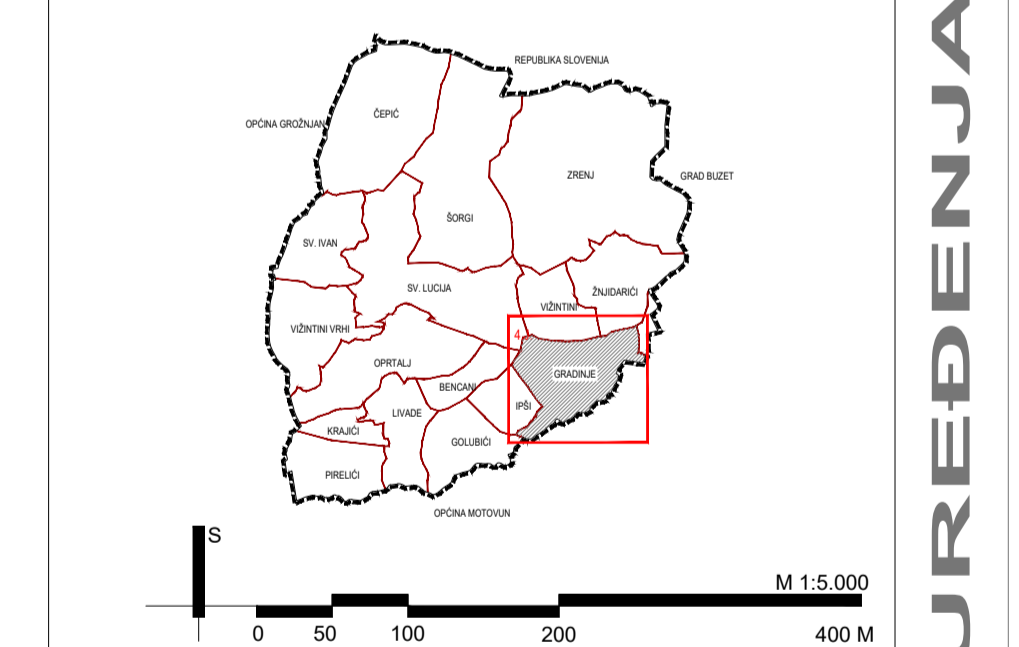 REPUBLIKA SLOVENIJA
ČEPIĆ
OPĆINA GROŽNJAN
ZRENJ
GRAD BUZET
ŠORGI
SV. IVAN
SV. LUCIJA
ŽNJIDARIĆI
VIŽINTINI
VIŽINTINI VRHI
4.
OPRTALJ
GRADINJE
BENCANI
IPŠI
LIVADE
KRAJIĆI
GOLUBIĆI
PIRELIĆI
OPĆINA MOTOVUN
S
M 1:5.000
0 50 100 200 400 M
UREĐENJA